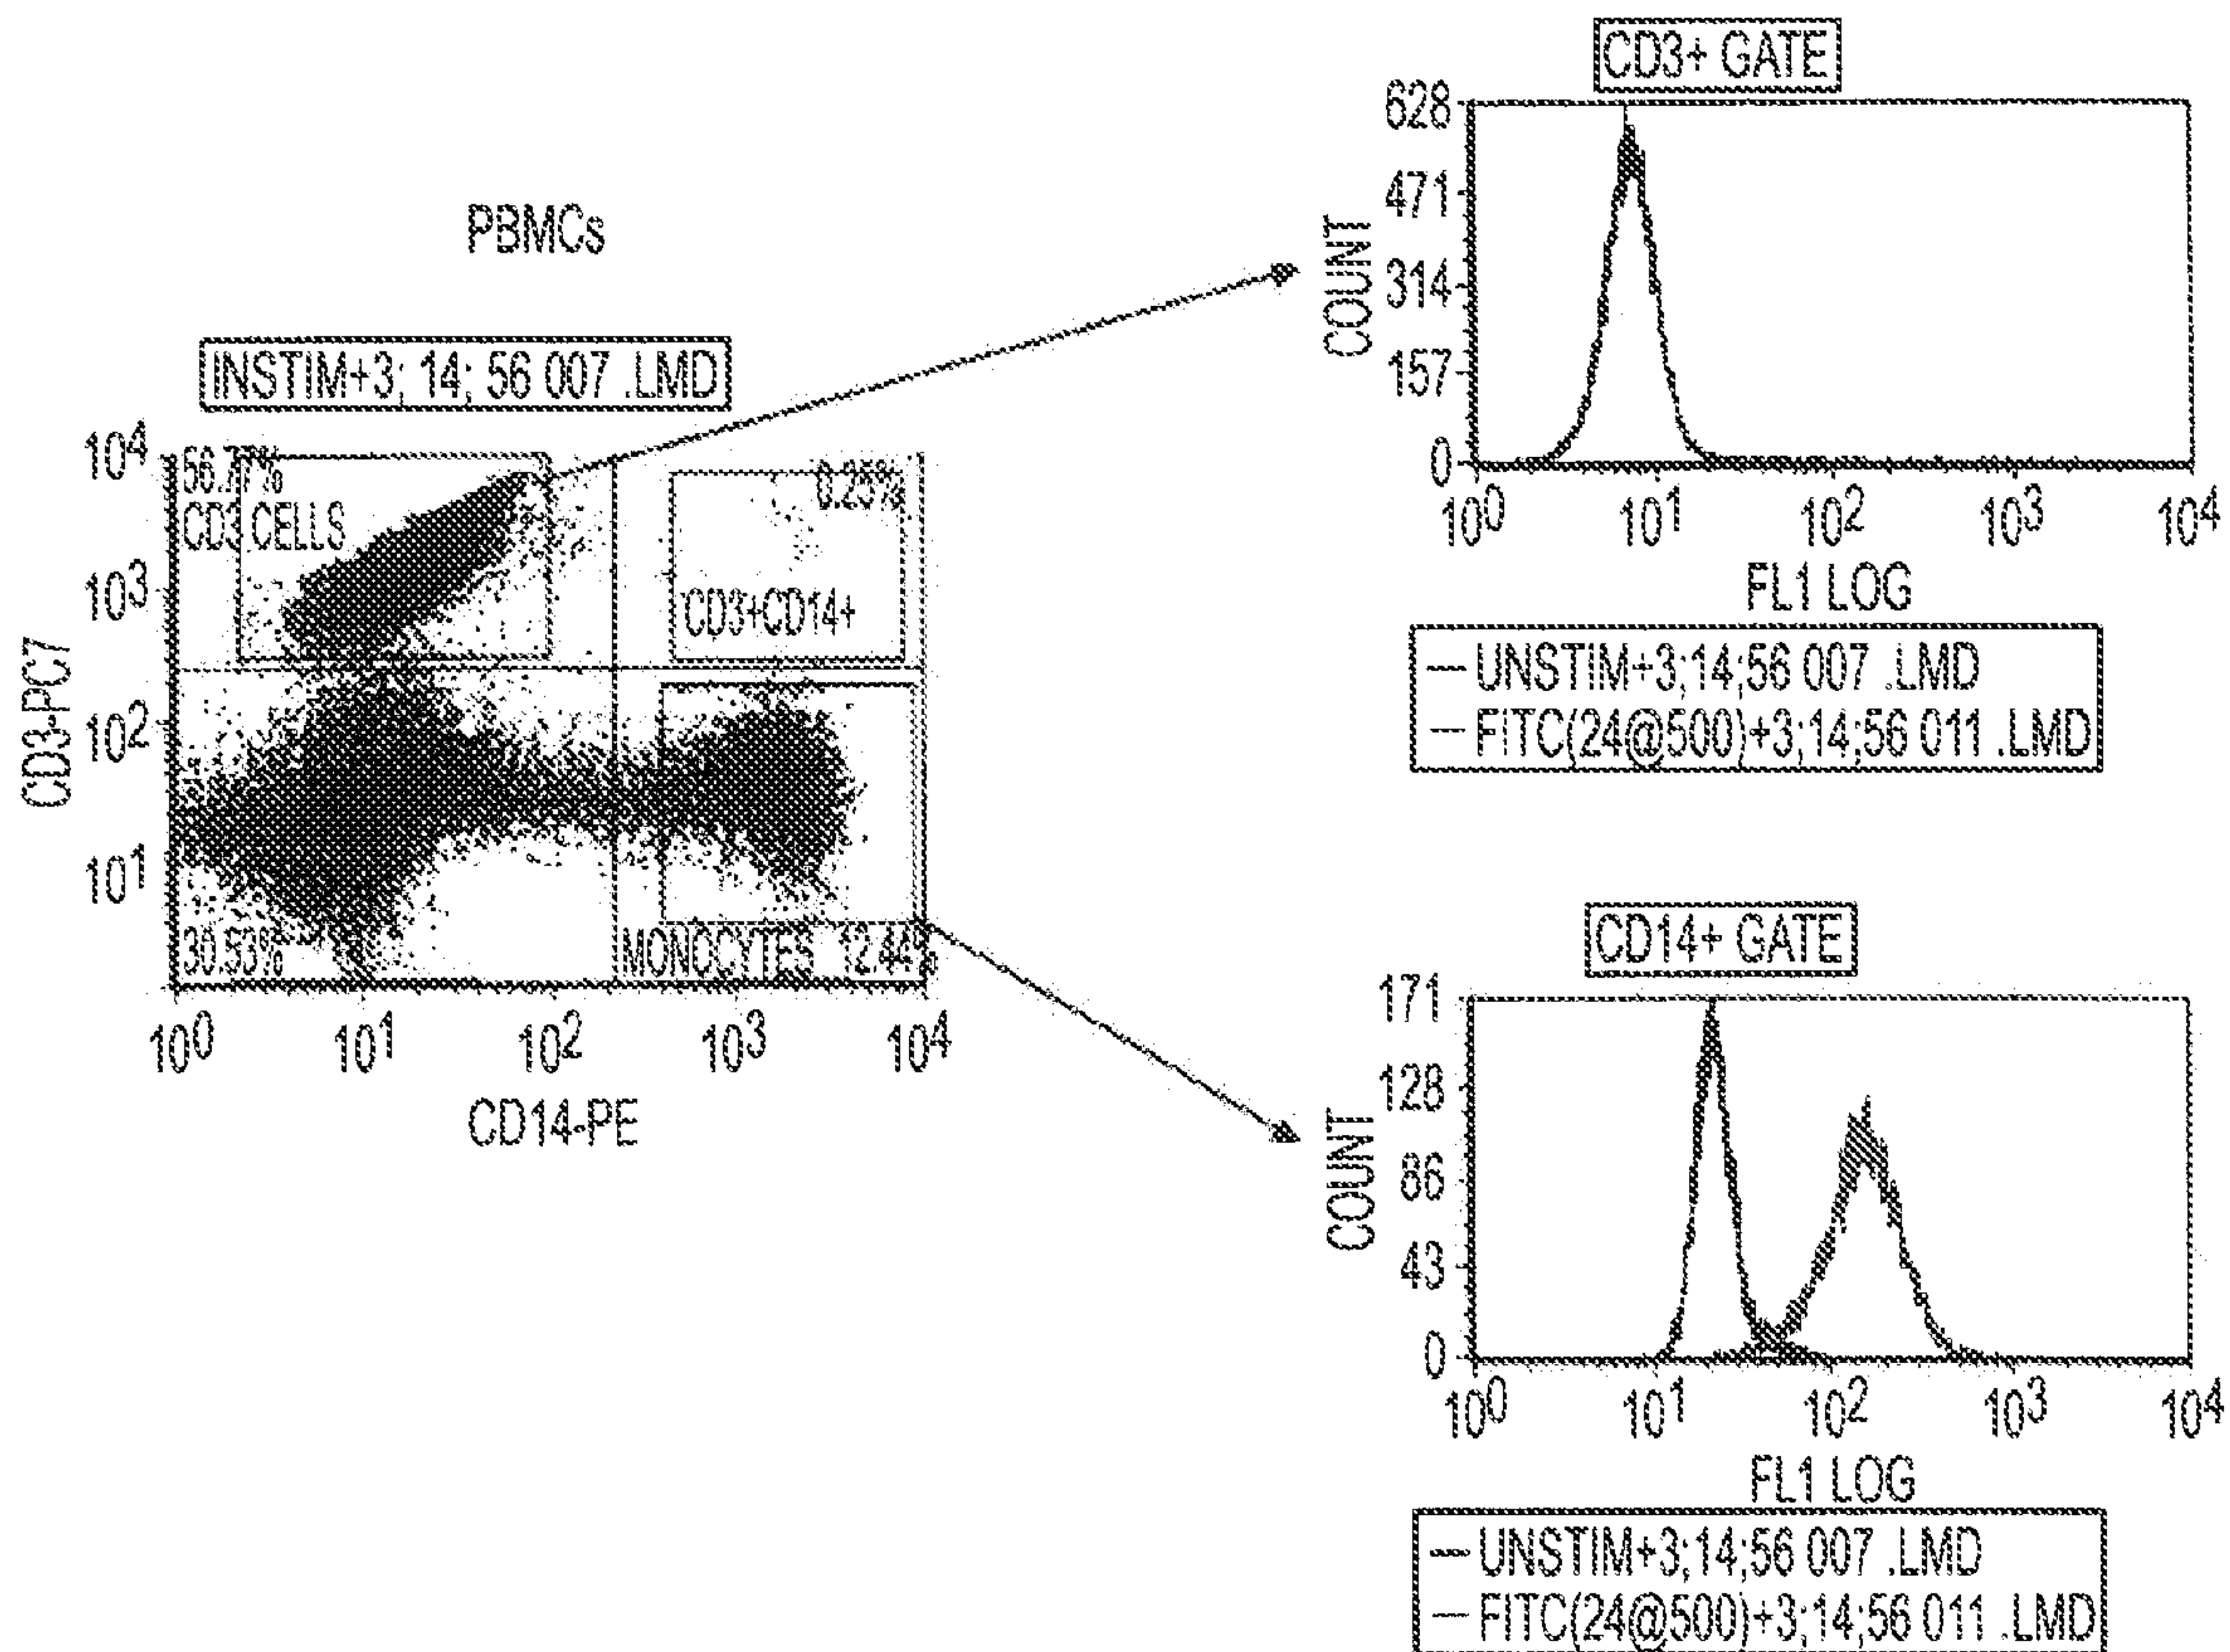 PBMCs
INSTIM+3; 14; 56 007 .LMD
CD3-PC7
10⁴
10³
10²
10¹
56.77%
CD3 CELLS
0.25%
CD3+CD14+
30.53%
MONOCYTES 12.44%
10⁰ 10¹ 10² 10³ 10⁴
CD14-PE
CD3+ GATE
COUNT
628
471
314
157
0
10⁰ 10¹ 10² 10³ 10⁴
FL1 LOG
— UNSTIM+3;14;56 007 .LMD
— FITC(24@500)+3;14;56 011 .LMD
CD14+ GATE
COUNT
171
128
86
43
0
10⁰ 10¹ 10² 10³ 10⁴
FL1 LOG
— UNSTIM+3;14;56 007 .LMD
— FITC(24@500)+3;14;56 011 .LMD